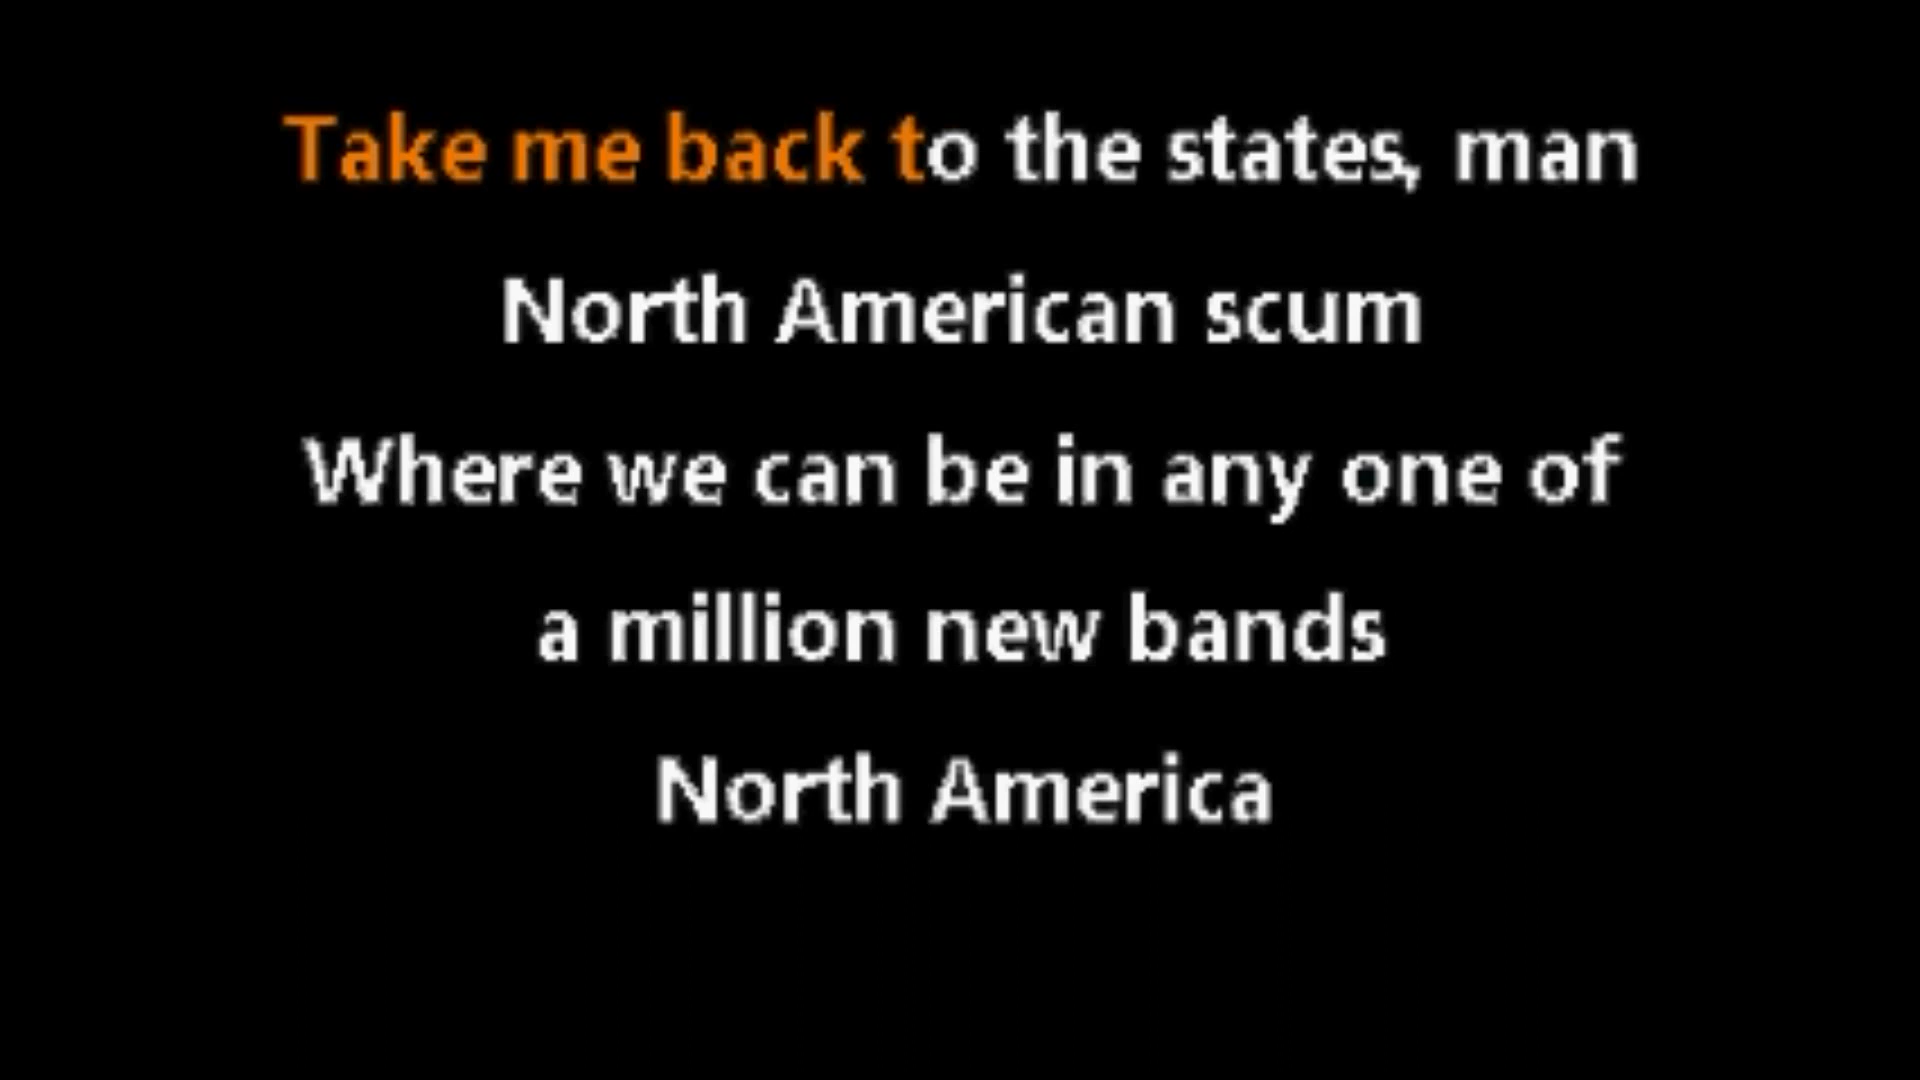 Take me back to the states, man
North American scum
Where we can be in any one of
a million new bands
North America